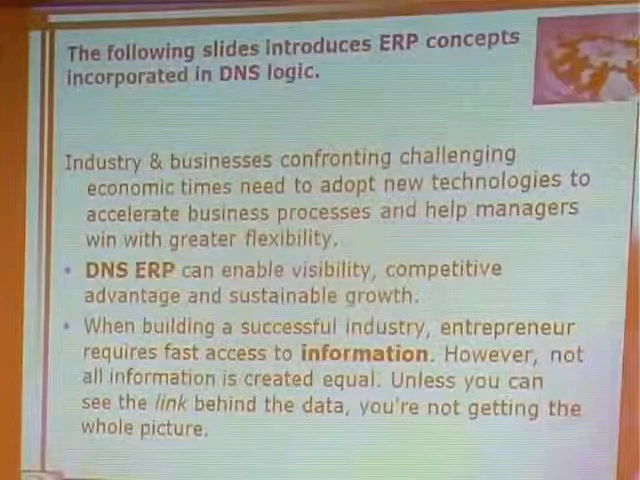 The following slides introduces ERP concepts
incorporated in DNS logic.
Industry & businesses confronting challenging
economic times need to adopt new technologies to
accelerate business processes and help managers
win with greater flexibility.
• DNS ERP can enable visibility, competitive
advantage and sustainable growth.
• When building a successful industry, entrepreneur
requires fast access to information. However, not
all information is created equal. Unless you can
see the link behind the data, you're not getting the
whole picture.